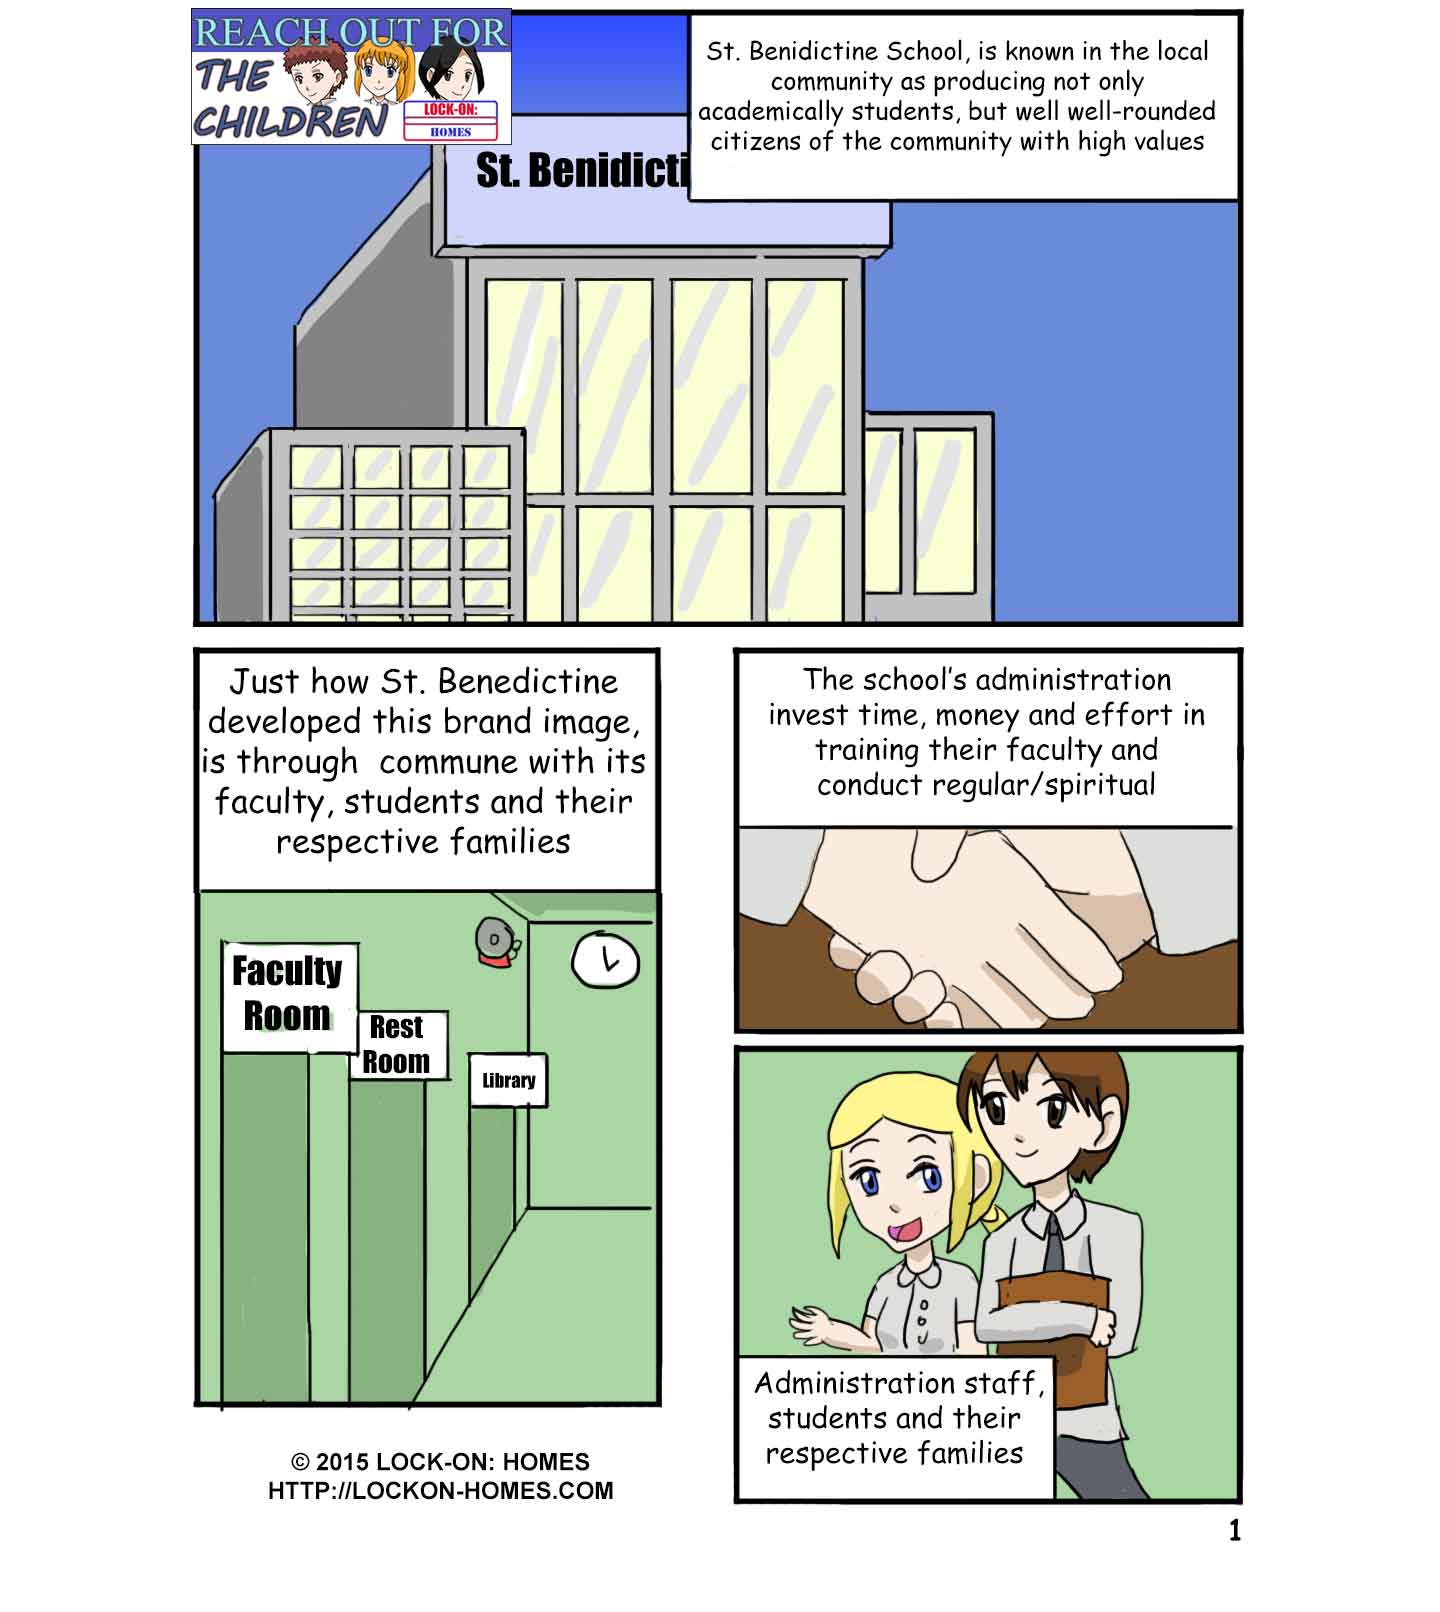 REACH OUT FOR
THE
CHILDREN
LOCK-ON:
HOMES
St. Benidicti
St. Benidictine School, is known in the local
community as producing not only
academically students, but well well-rounded
citizens of the community with high values
Just how St. Benedictine
developed this brand image,
is through commune with its
faculty, students and their
respective families
Faculty
Room
Rest
Room
Library
The school's administration
invest time, money and effort in
training their faculty and
conduct regular/spiritual
Administration staff,
students and their
respective families
© 2015 LOCK-ON: HOMES
HTTP://LOCKON-HOMES.COM
1